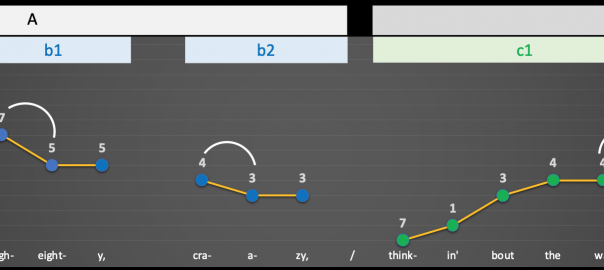 A
b1 b2 c1
7 5 5 4 3 3 7 1 3 4 4
gh- eight- y, cra- a- zy, / think- in' bout the